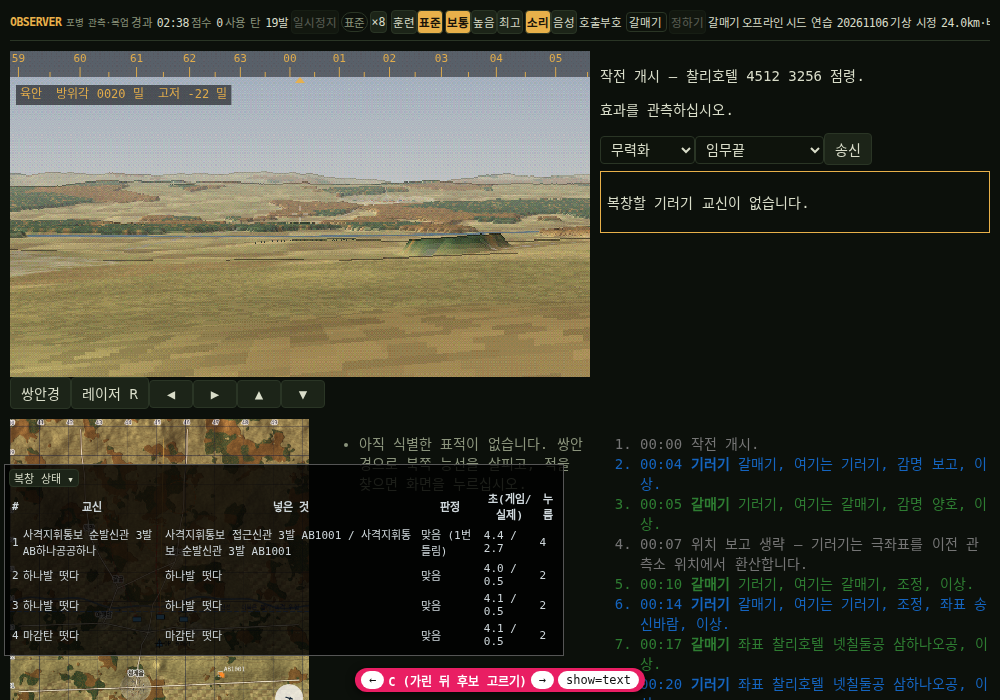 OBSERVER 포병 관측·목업 경과 02:38 점수 0 사용 탄 19발 일시정지 표준 ×8 훈련 표준 보통 높음 최고 소리 음성 호출부호 갈매기 정하기 갈매기 오프라인 시드 연습 20261106 기상 시정 24.0km·
59 60 61 62 63 00 01 02 03 04 05
육안 방위각 0020 밀 고저 -22 밀
작전 개시 — 찰리호텔 4512 3256 점령.
효과를 관측하십시오.
무력화 임무끝 송신
복창할 기러기 교신이 없습니다.
쌍안경 레이저 R ◀ ▶ ▲ ▼
• 아직 식별한 표적이 없습니다. 쌍안
경으로 북쪽 능선을 살피고, 적을
찾으면 화면을 누르십시오.
복창 상태 ▾
# 교신 넣은 것 판정 초(게임/실제) 누름
1 사격지휘통보 순발신관 3발 AB하나공공하나 사격지휘통보 접근신관 3발 AB1001 / 사격지휘통보 순발신관 3발 AB1001 맞음 (1번 틀림) 4.4 / 2.7 4
2 하나발 떳다 하나발 떳다 맞음 4.0 / 0.5 2
3 하나발 떳다 하나발 떳다 맞음 4.1 / 0.5 2
4 마감탄 떳다 마감탄 떳다 맞음 4.1 / 0.5 2
AB1001
1. 00:00 작전 개시.
2. 00:04 기러기 갈매기, 여기는 기러기, 감명 보고, 이
상.
3. 00:05 갈매기 기러기, 여기는 갈매기, 감명 양호, 이
상.
4. 00:07 위치 보고 생략 — 기러기는 극좌표를 이전 관
측소 위치에서 환산합니다.
5. 00:10 갈매기 기러기, 여기는 갈매기, 조정, 이상.
6. 00:14 기러기 갈매기, 여기는 기러기, 조정, 좌표 송
신바람, 이상.
7. 00:17 갈매기 좌표 찰리호텔 넷칠둘공 삼하나오공, 이
상.
00:20 기러기 좌표 찰리호텔 넷칠둘공 삼하나오공, 이
← C (가린 뒤 후보 고르기) → show=text